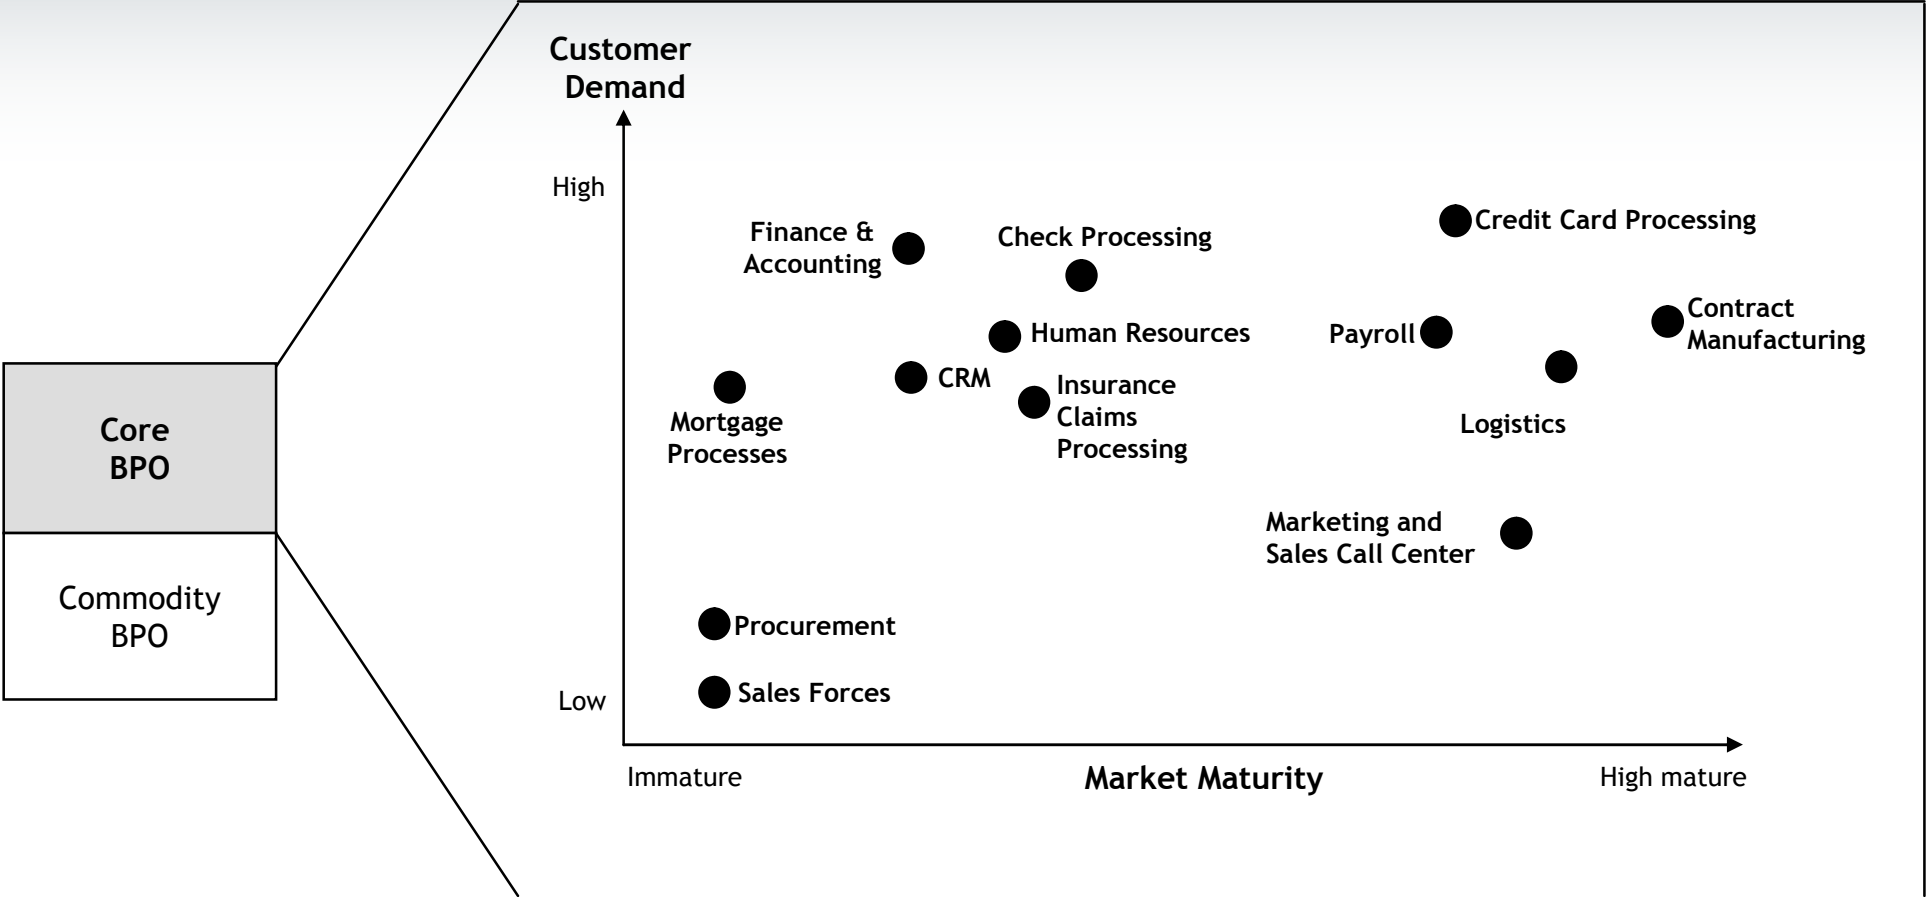 Customer
Demand
High
Finance &
Accounting
Check Processing
Credit Card Processing
Human Resources
Payroll
Contract
Manufacturing
CRM
Insurance
Claims
Processing
Mortgage
Processes
Logistics
Core
BPO
Marketing and
Sales Call Center
Commodity
BPO
Procurement
Low
Sales Forces
Immature
Market Maturity
High mature